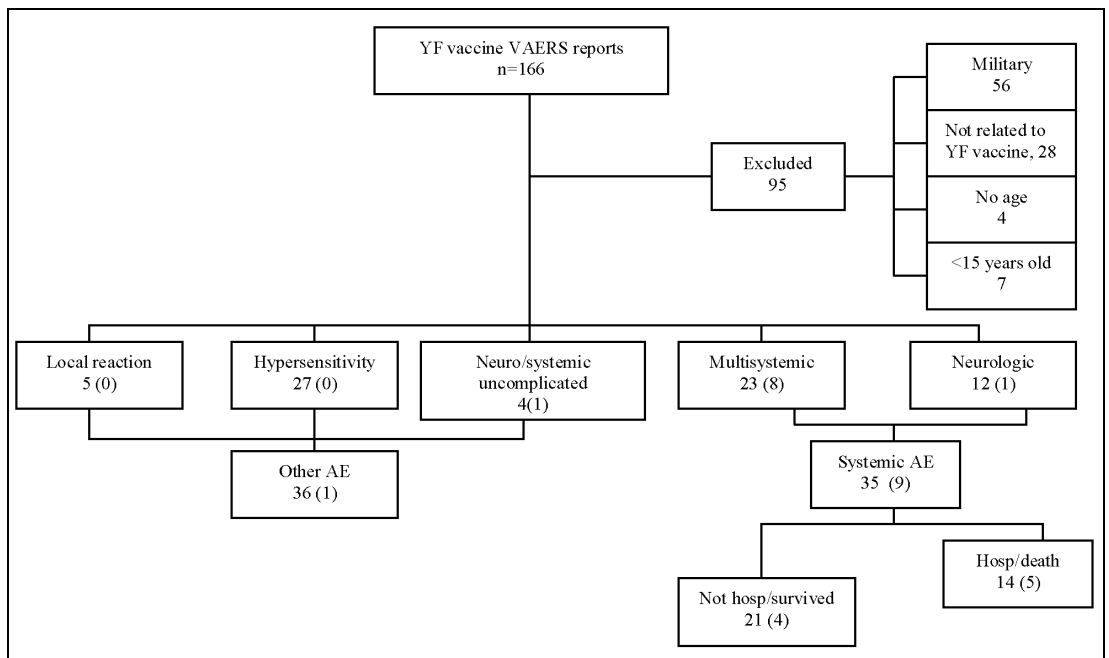 YF vaccine VAERS reports
n=166
Military
56
Not related to
YF vaccine, 28
Excluded
95
No age
4
<15 years old
7
Local reaction
5 (0)
Hypersensitivity
27 (0)
Neuro/systemic
uncomplicated
4(1)
Multisystemic
23 (8)
Neurologic
12 (1)
Other AE
36 (1)
Systemic AE
35 (9)
Hosp/death
14 (5)
Not hosp/survived
21 (4)